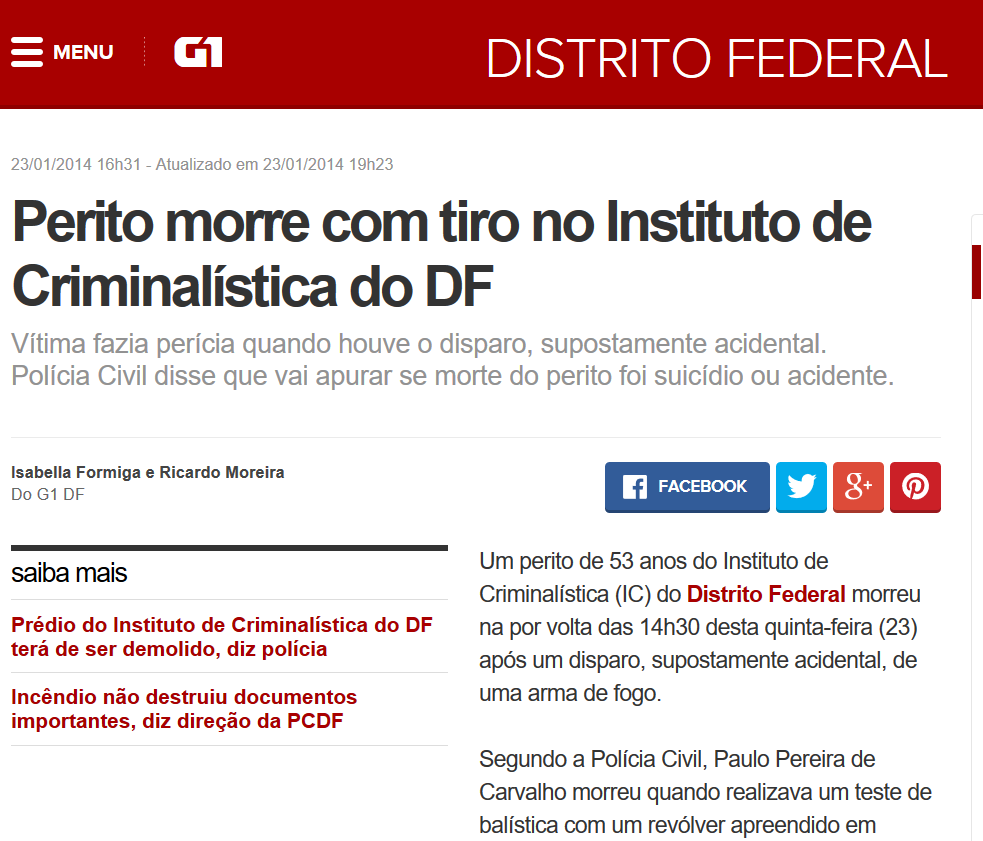 MENU
G1
DISTRITO FEDERAL
23/01/2014 16h31 - Atualizado em 23/01/2014 19h23
Perito morre com tiro no Instituto de
Criminalística do DF
Vítima fazia perícia quando houve o disparo, supostamente acidental.
Polícia Civil disse que vai apurar se morte do perito foi suicídio ou acidente.
Isabella Formiga e Ricardo Moreira
Do G1 DF
FACEBOOK
g+
saiba mais
Prédio do Instituto de Criminalística do DF
terá de ser demolido, diz polícia
Incêndio não destruiu documentos
importantes, diz direção da PCDF
Um perito de 53 anos do Instituto de
Criminalística (IC) do Distrito Federal morreu
na por volta das 14h30 desta quinta-feira (23)
após um disparo, supostamente acidental, de
uma arma de fogo.
Segundo a Polícia Civil, Paulo Pereira de
Carvalho morreu quando realizava um teste de
balística com um revólver apreendido em